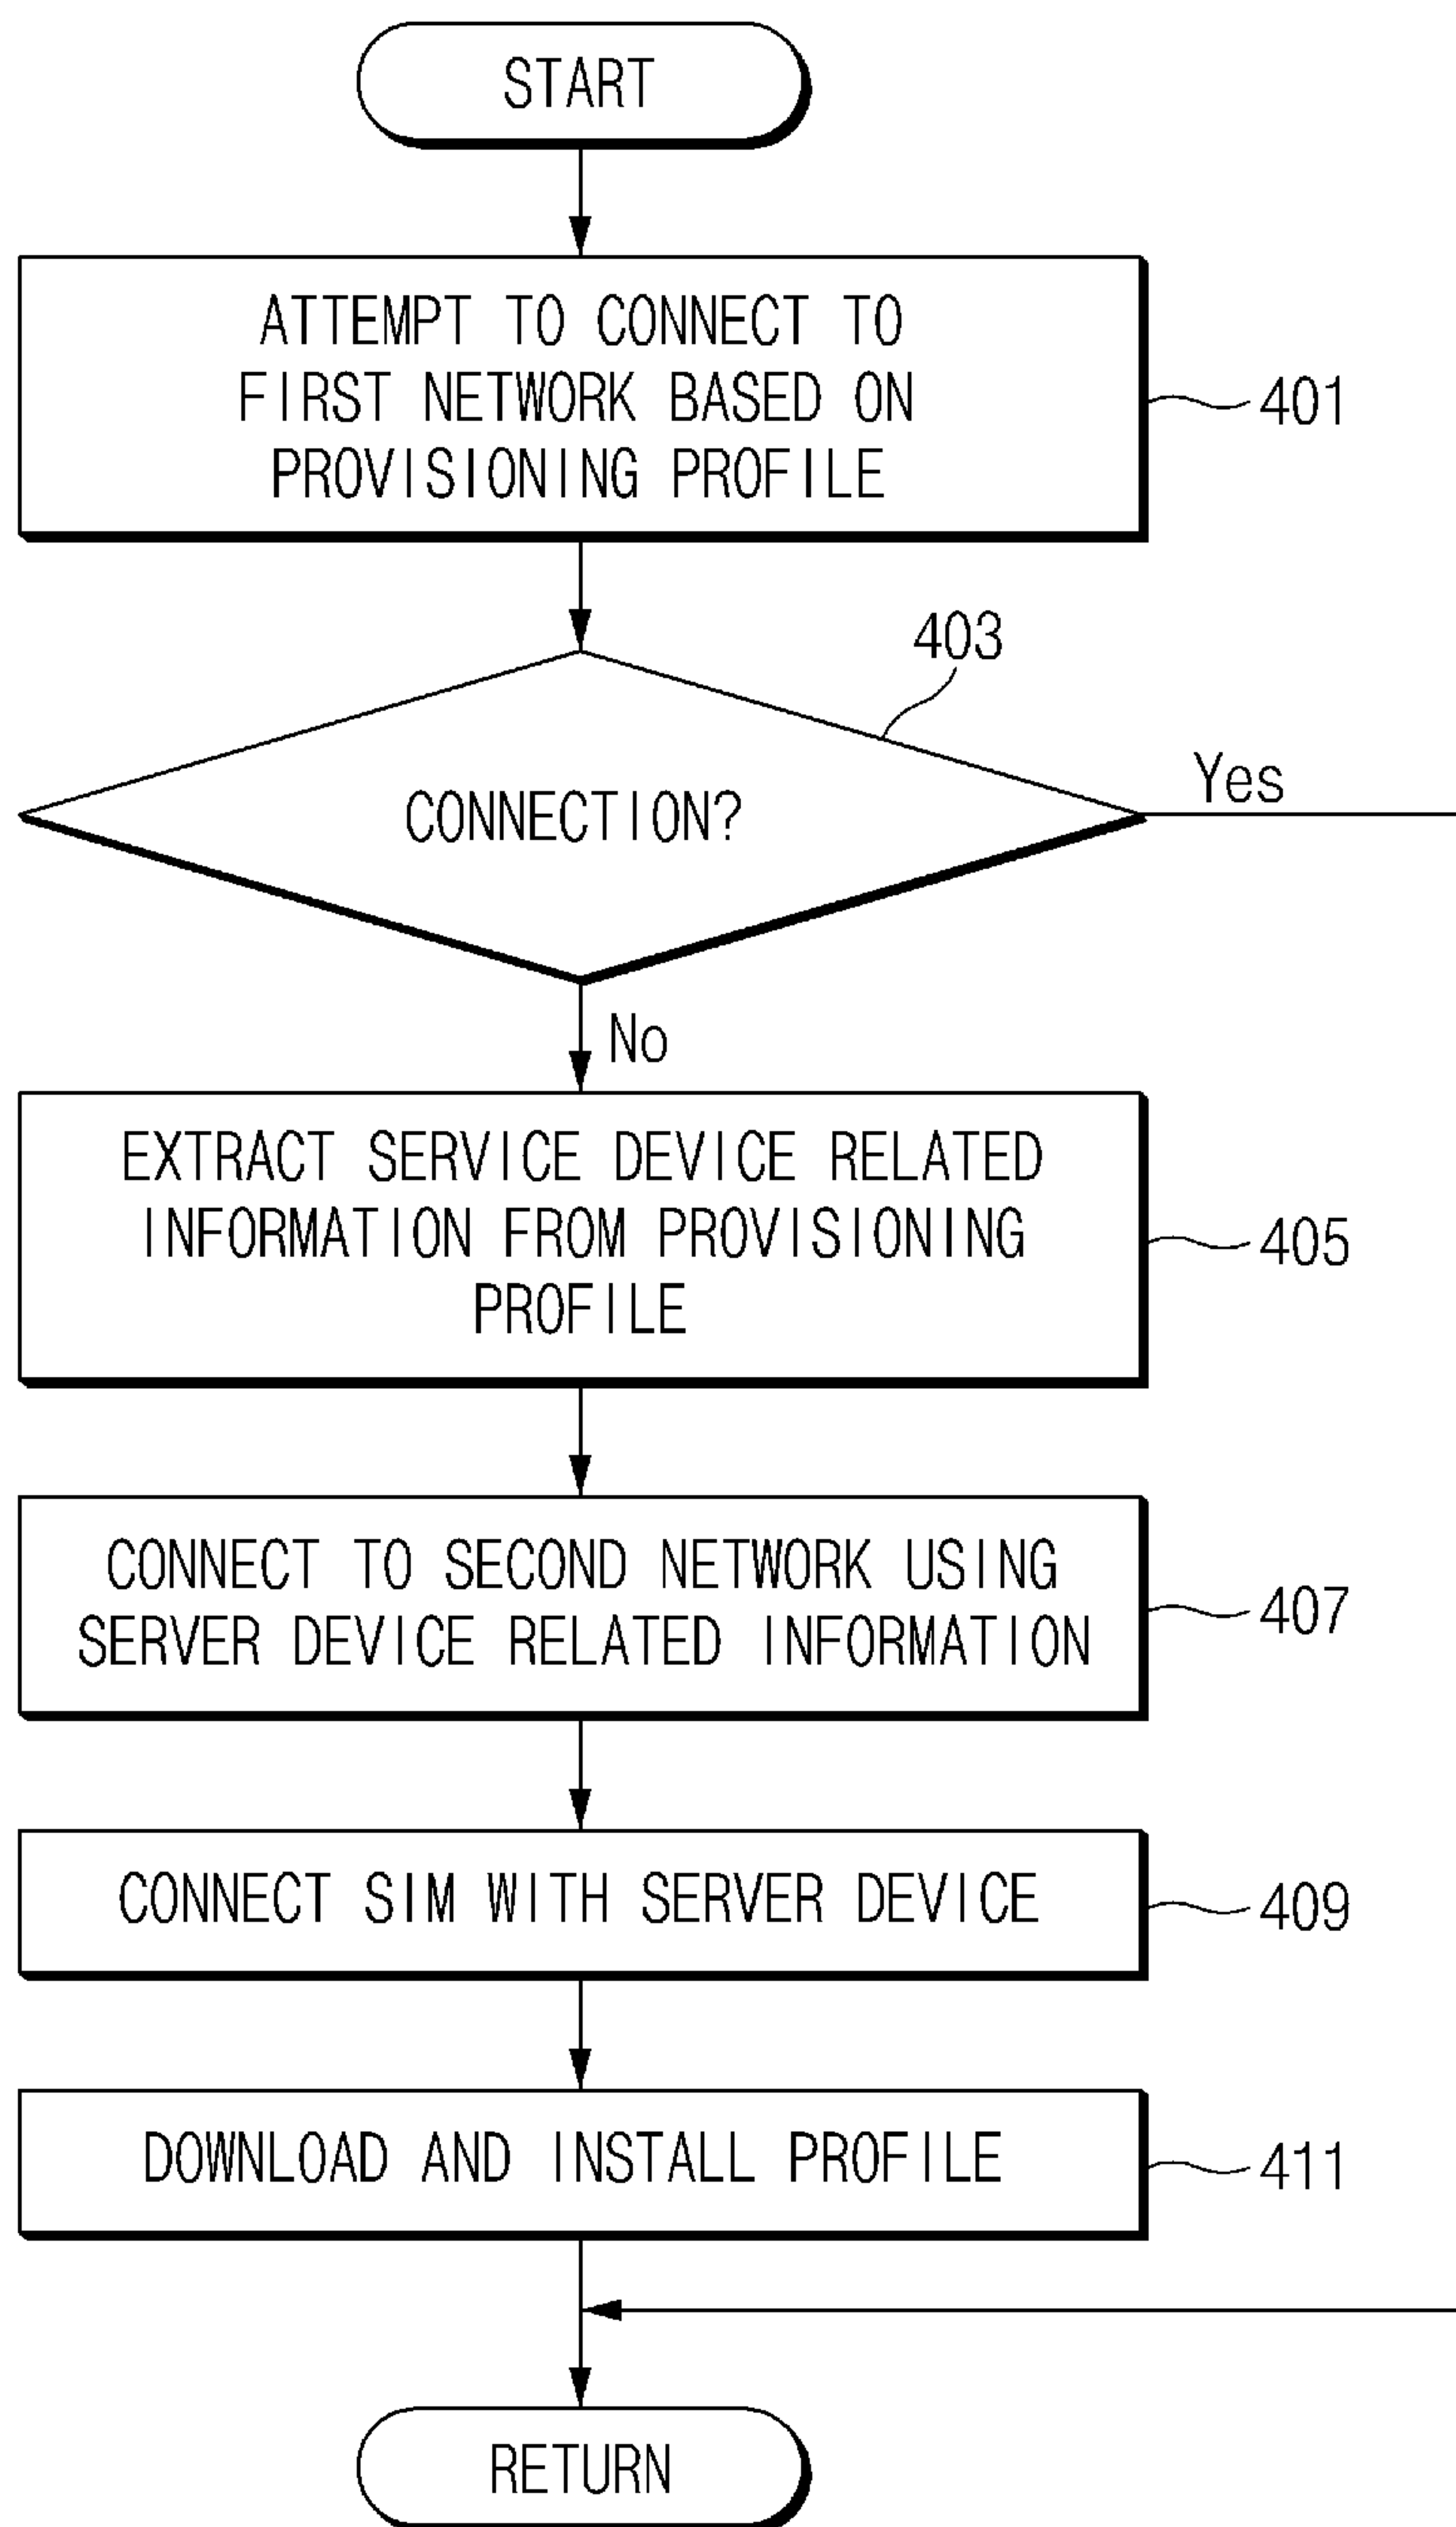 START
ATTEMPT TO CONNECT TO
FIRST NETWORK BASED ON
PROVISIONING PROFILE
401
403
CONNECTION?
Yes
No
EXTRACT SERVICE DEVICE RELATED
INFORMATION FROM PROVISIONING
PROFILE
405
CONNECT TO SECOND NETWORK USING
SERVER DEVICE RELATED INFORMATION
407
CONNECT SIM WITH SERVER DEVICE
409
DOWNLOAD AND INSTALL PROFILE
411
RETURN